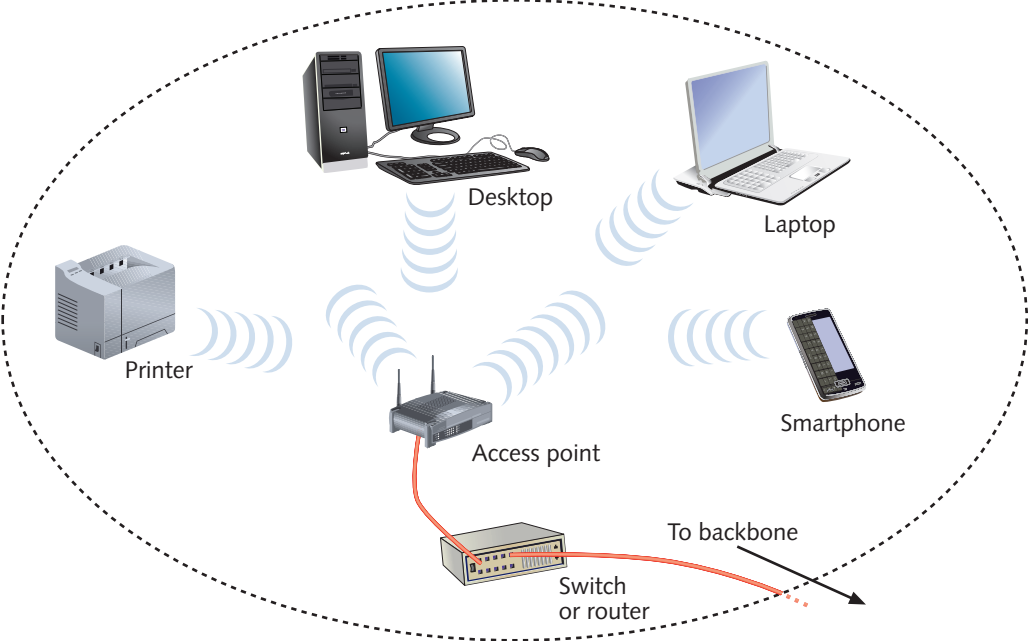 Desktop
Laptop
Printer
Smartphone
Access point
To backbone
Switch
or router